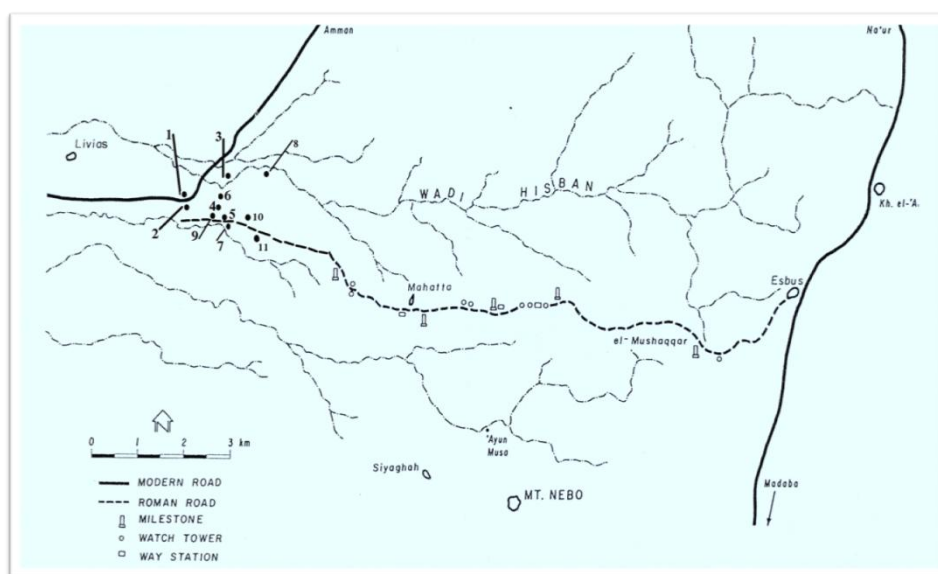 Amman
Na'ur
1
3
8
Livias
6
4
2
9
5
10
7
11
WADI HISBAN
Kh. el-'A.
Esbus
Mahatta
el-Mushaqqar
'Ayun
Musa
Siyaghah
MT. NEBO
Madaba
0 1 2 3 km
MODERN ROAD
ROMAN ROAD
MILESTONE
WATCH TOWER
WAY STATION